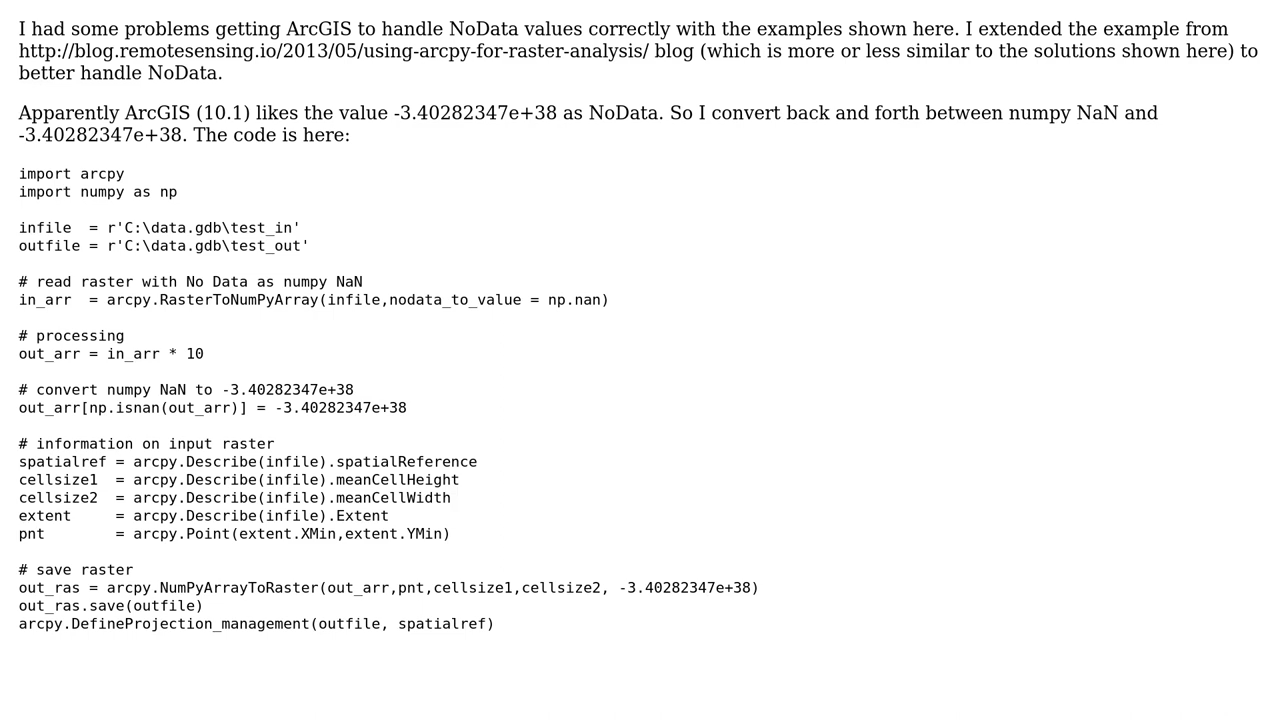 I had some problems getting ArcGIS to handle NoData values correctly with the examples shown here. I extended the example from
http://blog.remotesensing.io/2013/05/using-arcpy-for-raster-analysis/ blog (which is more or less similar to the solutions shown here) to
better handle NoData.
Apparently ArcGIS (10.1) likes the value -3.40282347e+38 as NoData. So I convert back and forth between numpy NaN and
-3.40282347e+38. The code is here:
import arcpy
import numpy as np
infile  = r'C:\data.gdb\test_in'
outfile = r'C:\data.gdb\test_out'
# read raster with No Data as numpy NaN
in_arr  = arcpy.RasterToNumPyArray(infile,nodata_to_value = np.nan)
# processing
out_arr = in_arr * 10
# convert numpy NaN to -3.40282347e+38
out_arr[np.isnan(out_arr)] = -3.40282347e+38
# information on input raster
spatialref = arcpy.Describe(infile).spatialReference
cellsize1  = arcpy.Describe(infile).meanCellHeight
cellsize2  = arcpy.Describe(infile).meanCellWidth
extent     = arcpy.Describe(infile).Extent
pnt        = arcpy.Point(extent.XMin,extent.YMin)
# save raster
out_ras = arcpy.NumPyArrayToRaster(out_arr,pnt,cellsize1,cellsize2, -3.40282347e+38)
out_ras.save(outfile)
arcpy.DefineProjection_management(outfile, spatialref)